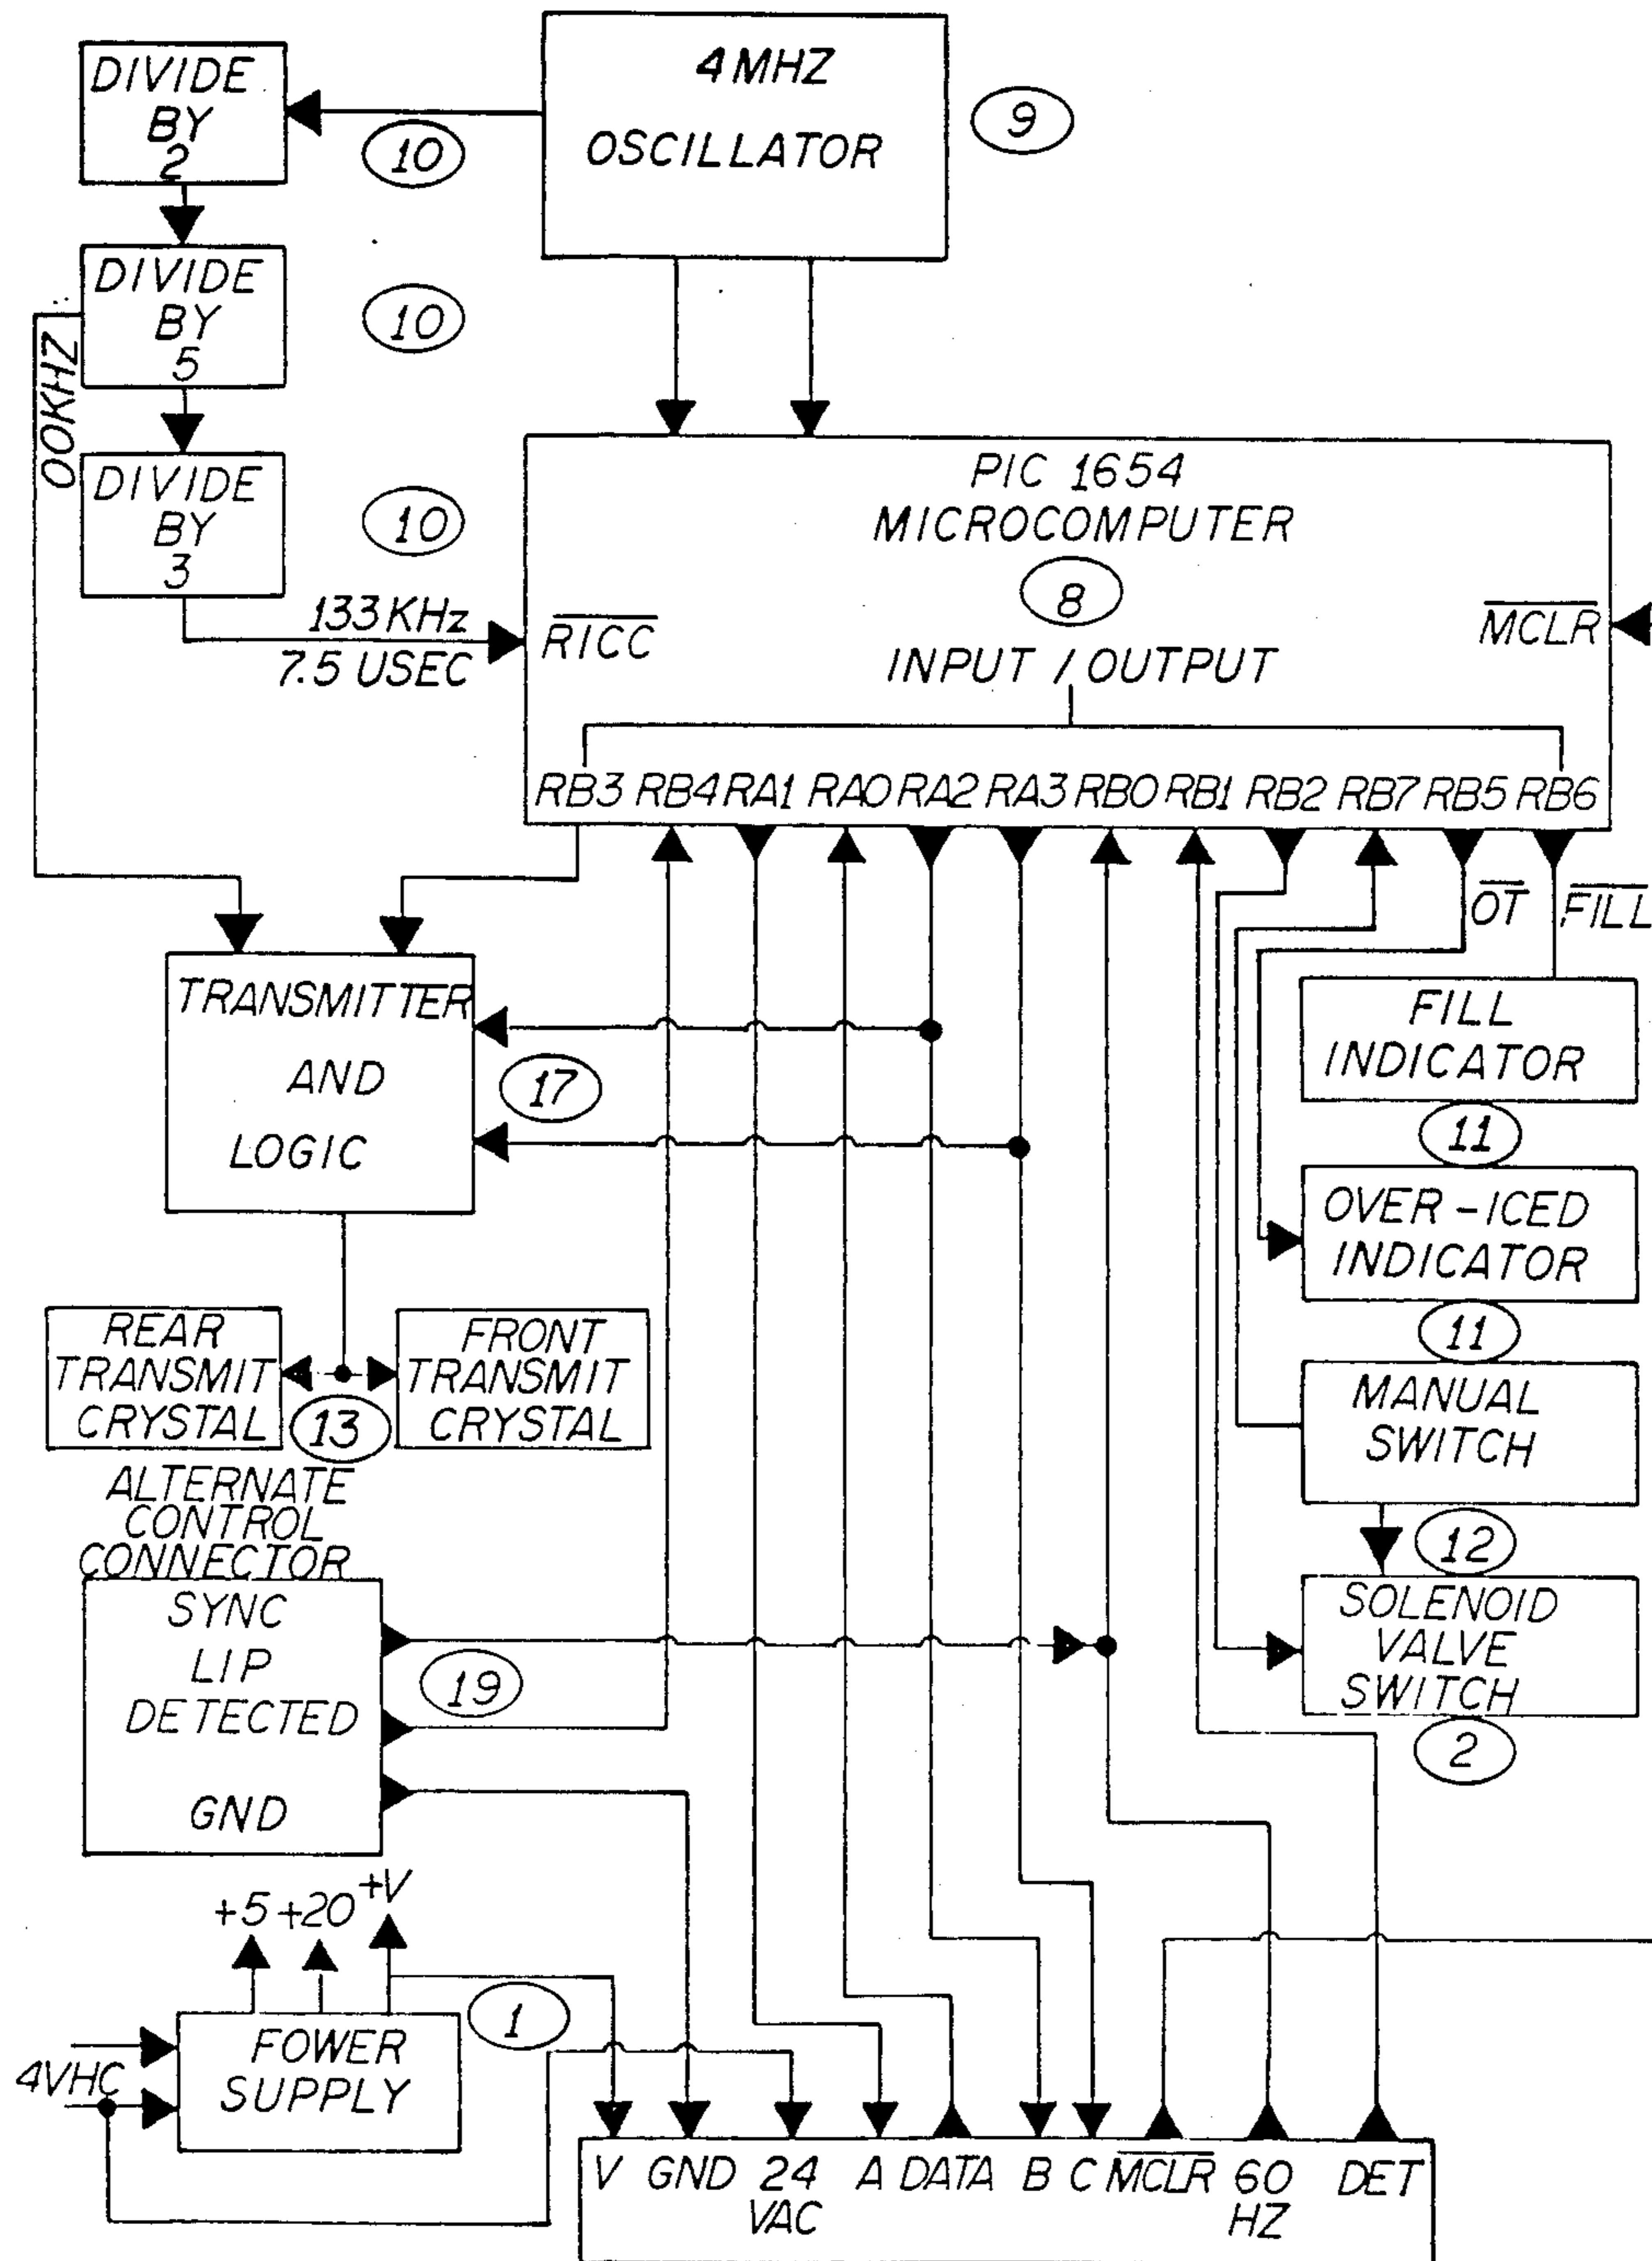 4MHZ
OSCILLATOR
9
DIVIDE
BY
2
10
DIVIDE
BY
5
10
00KHZ
DIVIDE
BY
3
10
133KHz
7.5 USEC
PIC 1654
MICROCOMPUTER
8
RICC
MCLR
INPUT / OUTPUT
RB3 RB4 RA1 RA0 RA2 RA3 RB0 RB1 RB2 RB7 RB5 RB6
OT
FILL
TRANSMITTER
AND
LOGIC
17
FILL
INDICATOR
11
OVER-ICED
INDICATOR
11
REAR
TRANSMIT
CRYSTAL
13
FRONT
TRANSMIT
CRYSTAL
MANUAL
SWITCH
12
ALTERNATE
CONTROL
CONNECTOR
SYNC
LIP
DETECTED
GND
19
SOLENOID
VALVE
SWITCH
2
+5 +20 +V
1
4VHC
FOWER
SUPPLY
V GND 24 A DATA B C MCLR 60 DET
VAC HZ